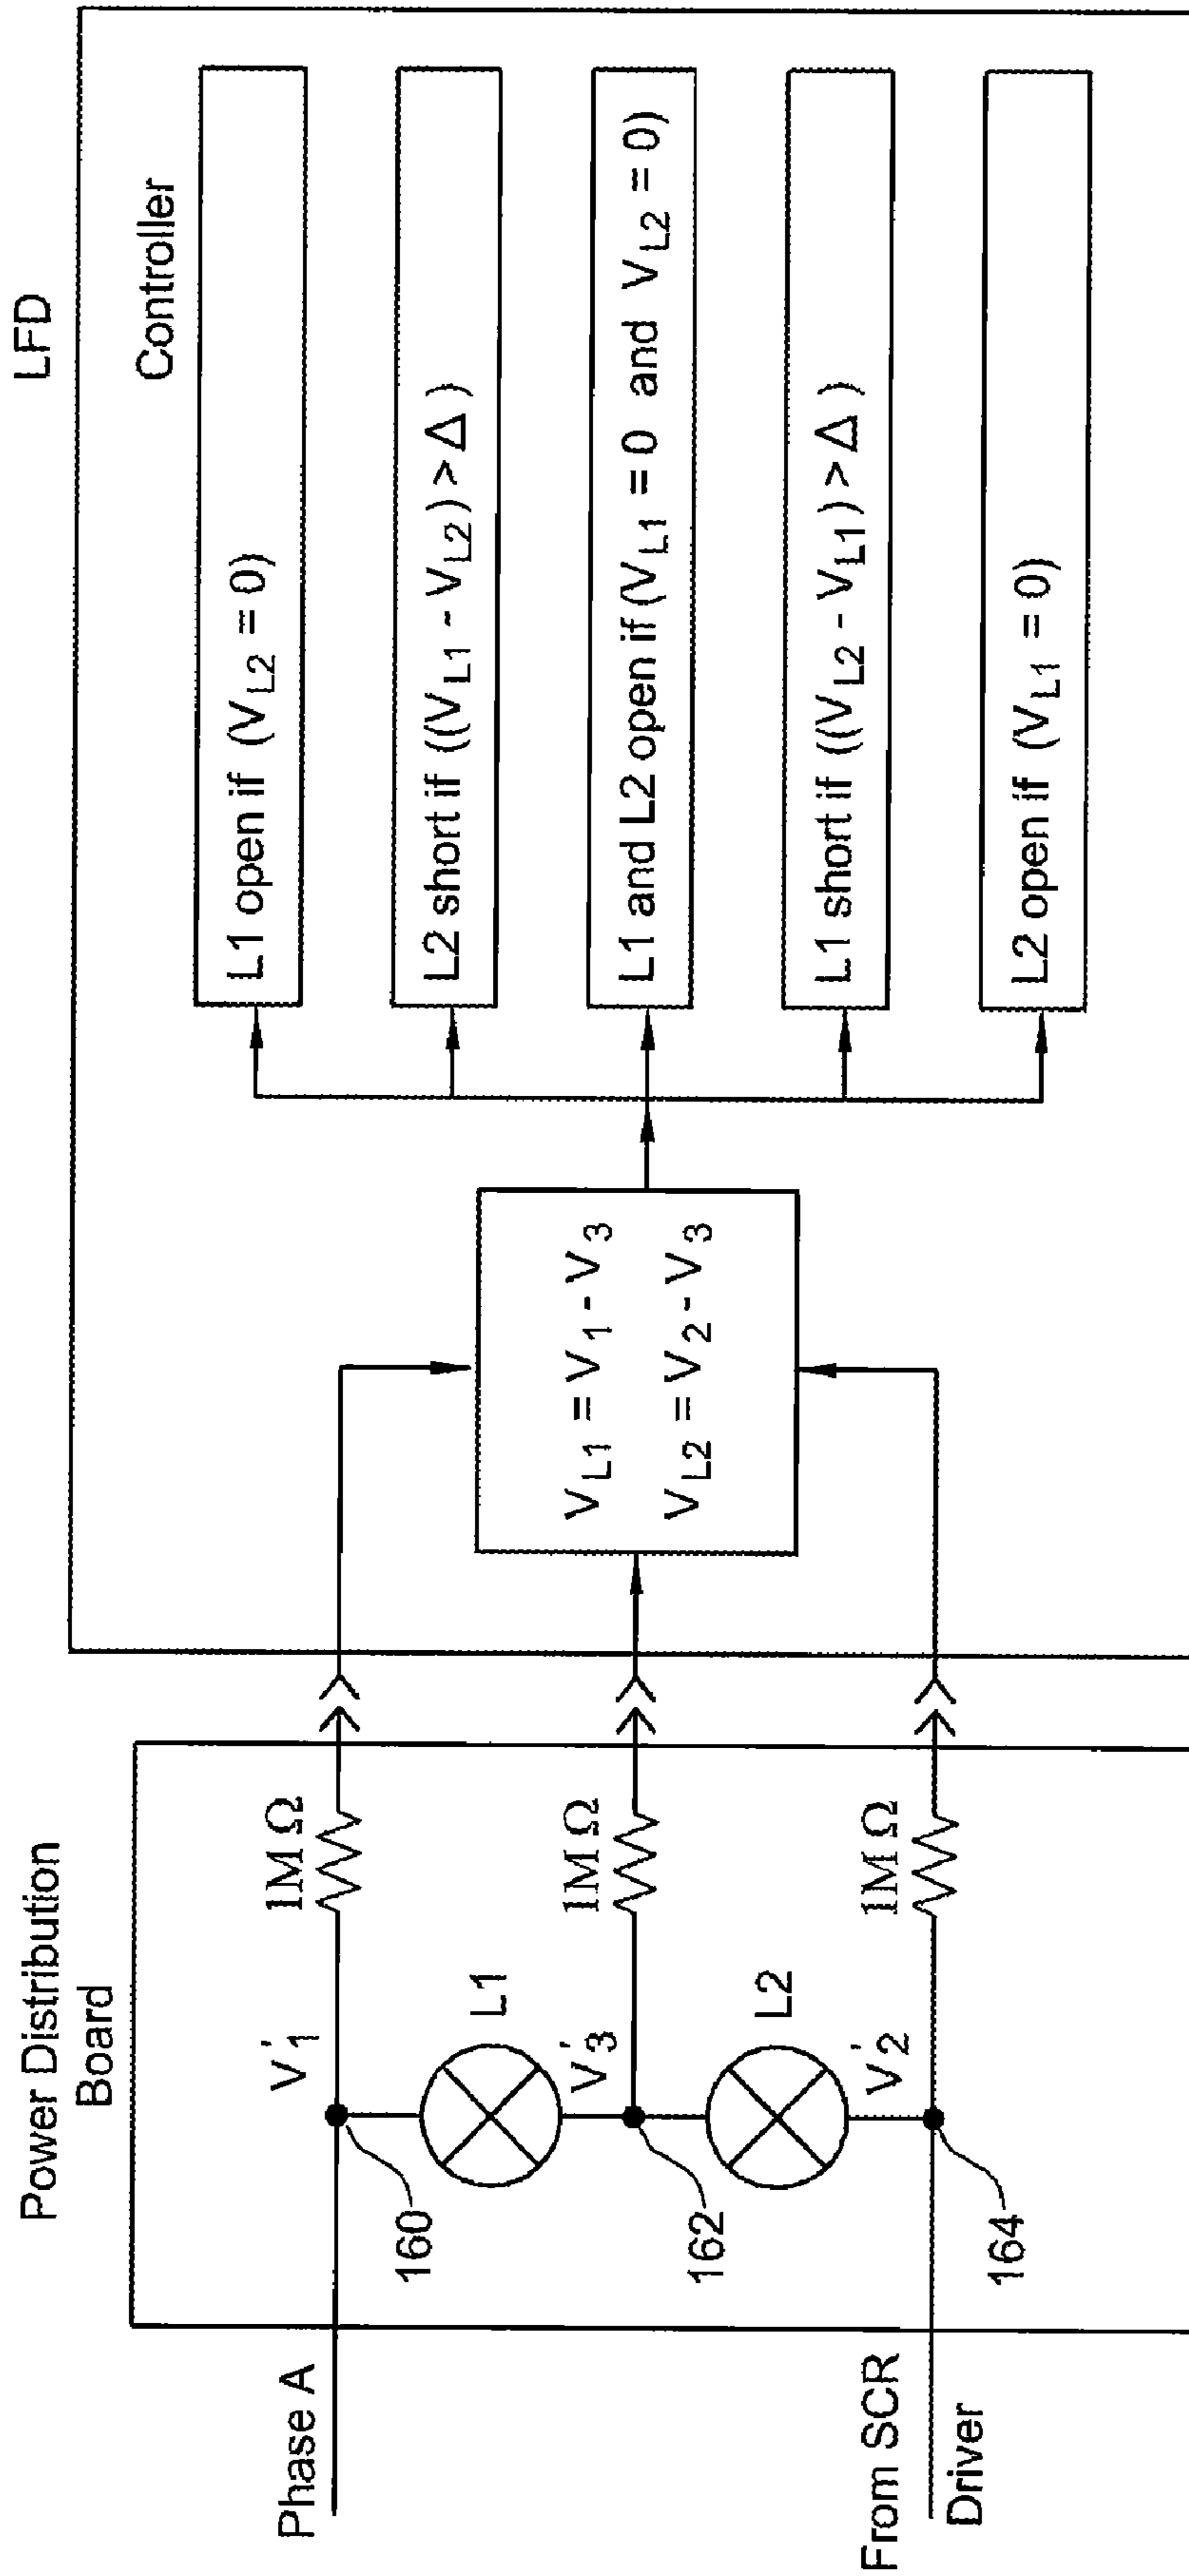 LFD
Controller
L1 open if (V_L2 = 0)
L2 short if ((V_L1 - V_L2) > Δ )
L1 and L2 open if (V_L1 = 0 and V_L2 = 0)
L1 short if ((V_L2 - V_L1) > Δ )
L2 open if (V_L1 = 0)
V_L1 = V_1 - V_3
V_L2 = V_2 - V_3
Power Distribution
Board
1M Ω
1M Ω
1M Ω
V'_1
L1
V'_3
L2
V'_2
160
162
164
Phase A
From SCR
Driver